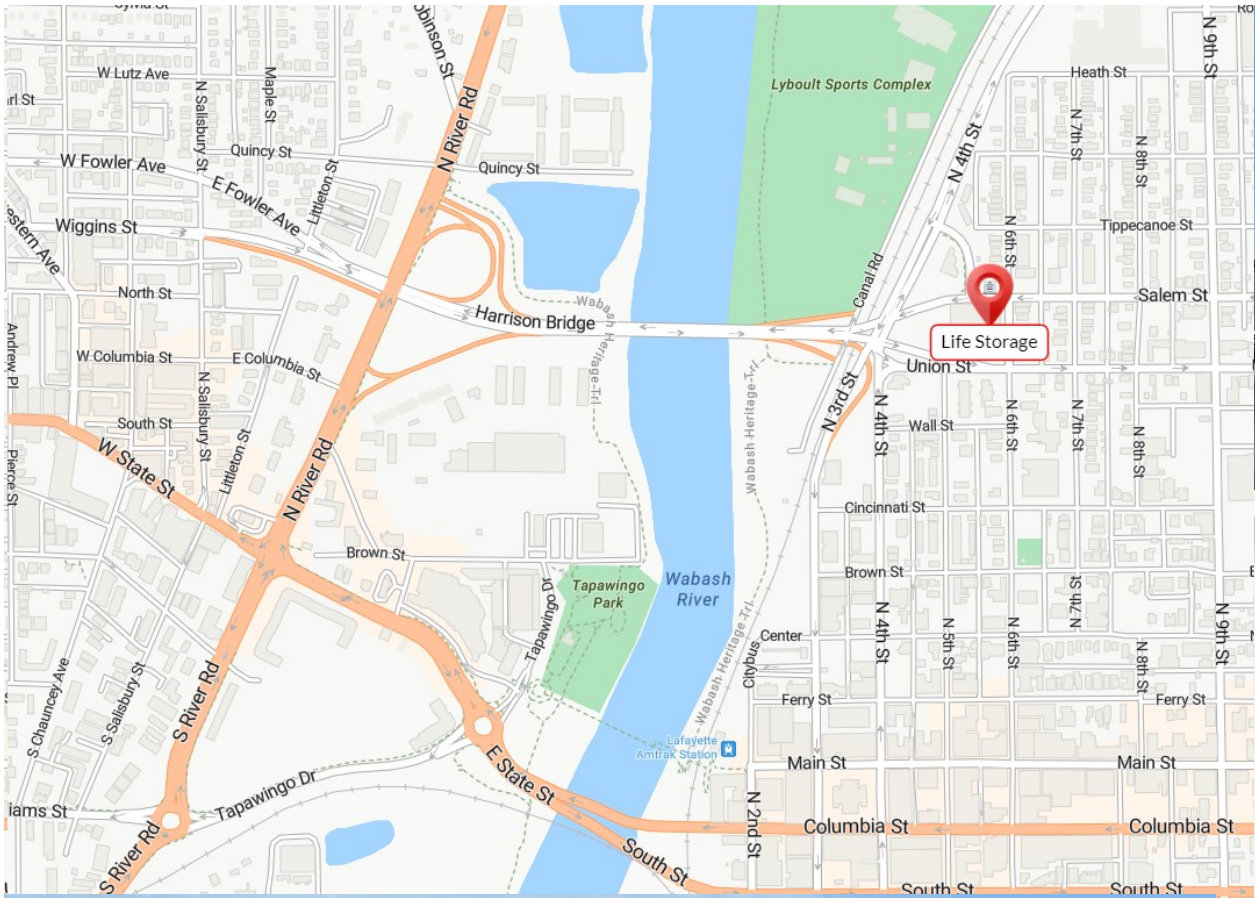 Sylvia St
Robinson St
W Lutz Ave
Maple St
N Salisbury St
N River Rd
Lyboult Sports Complex
N 9th St
Heath St
N 4th St
N 7th St
N 8th St
Quincy St
Quincy St
W Fowler Ave
E Fowler Ave
Littleton St
Wiggins St
N 6th St
Tippecanoe St
North St
Canal Rd
Salem St
Harrison Bridge
Wabash Heritage Trl
Life Storage
Andrew Pl
W Columbia St
E Columbia St
Union St
N Salisbury St
Wabash Heritage Trl
N 3rd St
N 4th St
N 6th St
N 7th St
N 8th St
South St
Wall St
Pierce St
W State St
Littleton St
N River Rd
Cincinnati St
Brown St
Brown St
Tapawingo
Park
Wabash
River
Tapawingo Dr
N 7th St
N 4th St
N 5th St
N 6th St
N 8th St
N 9th St
Citybus Center
Wabash Heritage Trl
S Chauncey Ave
S Salisbury St
S River Rd
Ferry St
Ferry St
Lafayette
Amtrak Station
E State St
Main St
Main St
Tapawingo Dr
iams St
N 2nd St
Columbia St
Columbia St
S River Rd
South St
South St
South St